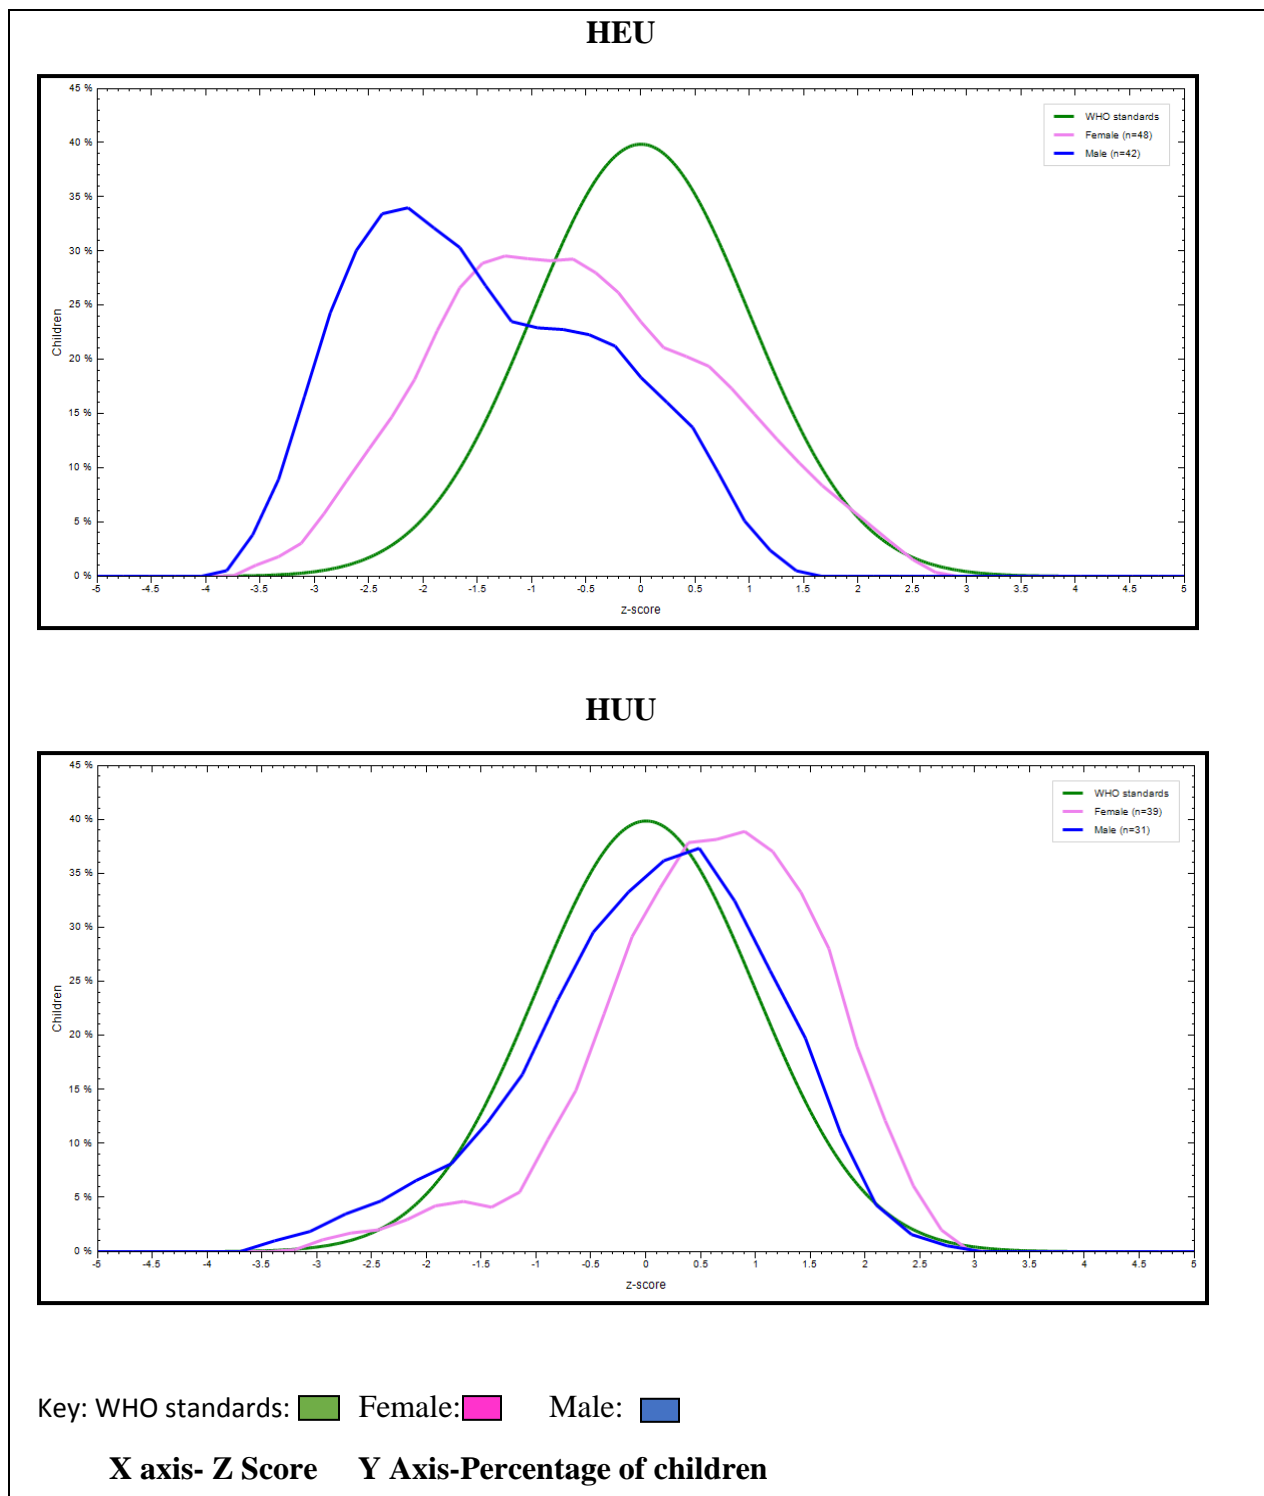 HEU
45 %
40 %
35 %
30 %
25 %
20 %
15 %
10 %
5 %
0 %
Children
WHO standards
Female (n=48)
Male (n=42)
-5 -4.5 -4 -3.5 -3 -2.5 -2 -1.5 -1 -0.5 0 0.5 1 1.5 2 2.5 3 3.5 4 4.5 5
z-score
HUU
45 %
40 %
35 %
30 %
25 %
20 %
15 %
10 %
5 %
0 %
Children
WHO standards
Female (n=39)
Male (n=31)
-5 -4.5 -4 -3.5 -3 -2.5 -2 -1.5 -1 -0.5 0 0.5 1 1.5 2 2.5 3 3.5 4 4.5 5
z-score
Key: WHO standards: Female: Male:
X axis- Z Score Y Axis-Percentage of children